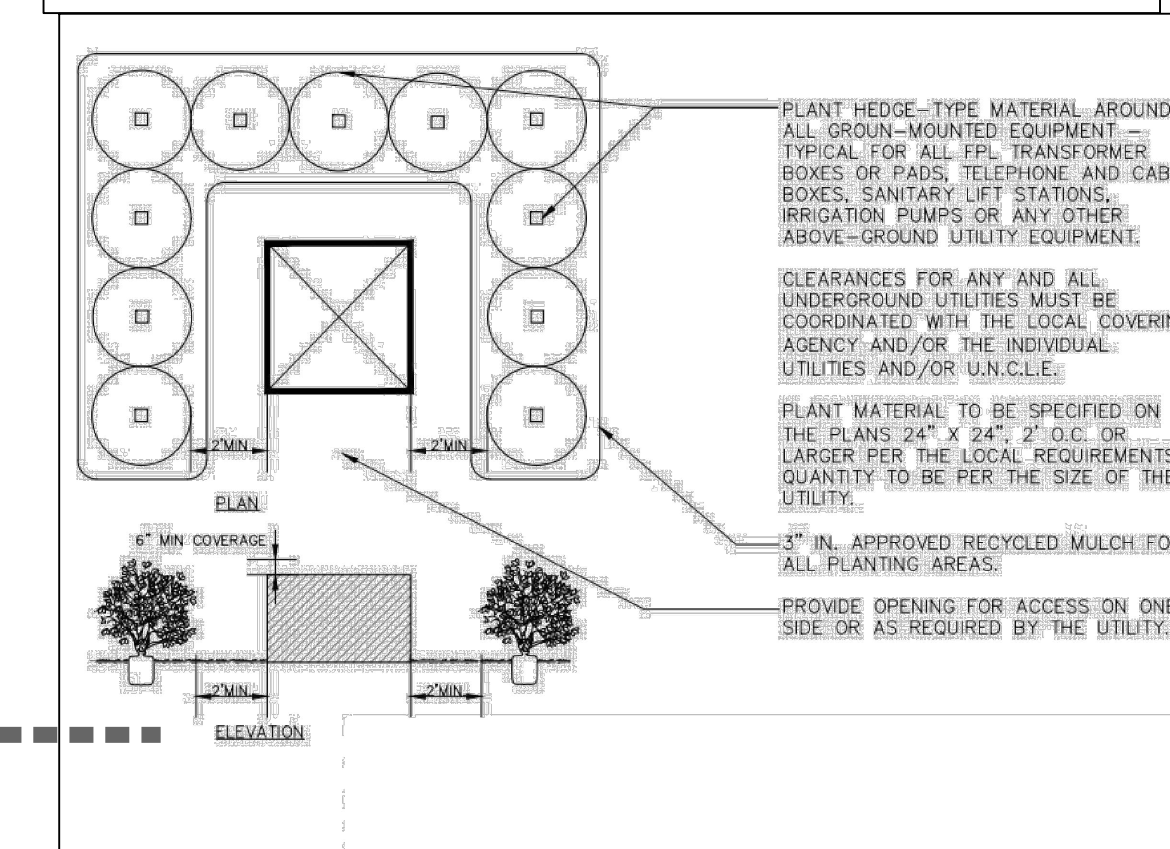 PLANT HEDGE-TYPE MATERIAL AROUND
ALL GROUN-MOUNTED EQUIPMENT -
TYPICAL FOR ALL FPL TRANSFORMER
BOXES OR PADS, TELEPHONE AND CAB
BOXES, SANITARY LIFT STATIONS,
IRRIGATION PUMPS OR ANY OTHER
ABOVE-GROUND UTILITY EQUIPMENT.
CLEARANCES FOR ANY AND ALL
UNDERGROUND UTILITIES MUST BE
COORDINATED WITH THE LOCAL COVERIN
AGENCY AND/OR THE INDIVIDUAL
UTILITIES AND/OR U.N.C.L.E.
PLANT MATERIAL TO BE SPECIFIED ON
THE PLANS 24" X 24", 2' O.C. OR
LARGER PER THE LOCAL REQUIREMENTS
QUANTITY TO BE PER THE SIZE OF THE
UTILITY.
3" IN. APPROVED RECYCLED MULCH FO
ALL PLANTING AREAS.
PROVIDE OPENING FOR ACCESS ON ONE
SIDE OR AS REQUIRED BY THE UTILITY.
2'MIN
2'MIN
PLAN
6" MIN COVERAGE
2'MIN
2'MIN
ELEVATION